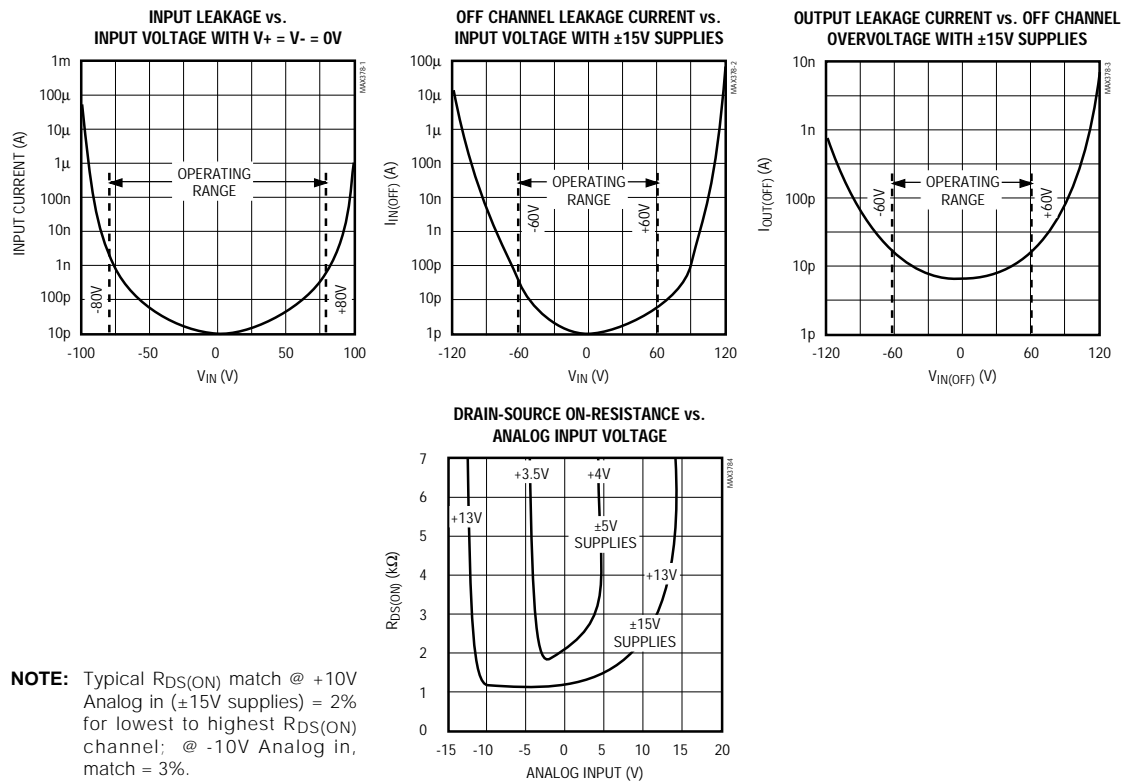 INPUT LEAKAGE vs.
INPUT VOLTAGE WITH V+ = V- = 0V
1m
100µ
10µ
1µ
100n
10n
1n
100p
10p
INPUT CURRENT (A)
OPERATING
RANGE
-80V
+80V
-100
-50
0
50
100
VIN (V)
MAX378-1
OFF CHANNEL LEAKAGE CURRENT vs.
INPUT VOLTAGE WITH ±15V SUPPLIES
100µ
10µ
1µ
100n
10n
1n
100p
10p
1p
IIN(OFF) (A)
OPERATING
RANGE
-60V
+60V
-120
-60
0
60
120
VIN (V)
MAX378-2
OUTPUT LEAKAGE CURRENT vs. OFF CHANNEL
OVERVOLTAGE WITH ±15V SUPPLIES
10n
1n
100p
10p
1p
IOUT(OFF) (A)
OPERATING
RANGE
-60V
+60V
-120
-60
0
60
120
VIN(OFF) (V)
MAX378-3
DRAIN-SOURCE ON-RESISTANCE vs.
ANALOG INPUT VOLTAGE
7
6
5
4
3
2
1
0
RDS(ON) (kΩ)
+13V
+3.5V
+4V
±5V
SUPPLIES
+13V
±15V
SUPPLIES
-15
-10
-5
0
5
10
15
20
ANALOG INPUT (V)
MAX3784
NOTE: Typical RDS(ON) match @ +10V
Analog in (±15V supplies) = 2%
for lowest to highest RDS(ON)
channel; @ -10V Analog in,
match = 3%.